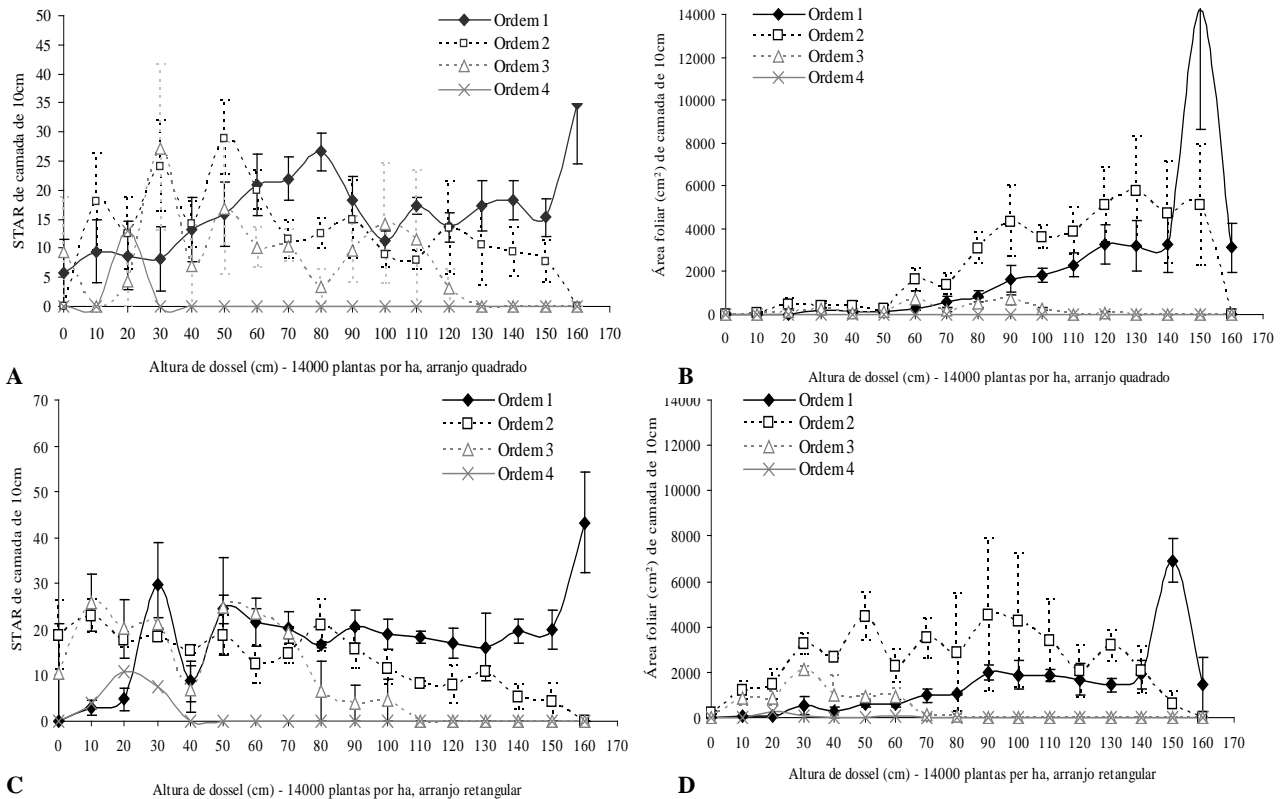 STAR de camada de 10cm
50
45
40
35
30
25
20
15
10
5
0
Ordem 1
Ordem 2
Ordem 3
Ordem 4
0 10 20 30 40 50 60 70 80 90 100 110 120 130 140 150 160 170
Altura de dossel (cm) - 14000 plantas por ha, arranjo quadrado
A
Área foliar (cm²) de camada de 10cm
14000
12000
10000
8000
6000
4000
2000
0
Ordem 1
Ordem 2
Ordem 3
Ordem 4
0 10 20 30 40 50 60 70 80 90 100 110 120 130 140 150 160 170
Altura de dossel (cm) - 14000 plantas por ha, arranjo quadrado
B
STAR de camada de 10cm
70
60
50
40
30
20
10
0
Ordem 1
Ordem 2
Ordem 3
Ordem 4
0 10 20 30 40 50 60 70 80 90 100 110 120 130 140 150 160 170
Altura de dossel (cm) - 14000 plantas por ha, arranjo retangular
C
Área foliar (cm²) de camada de 10cm
14000
12000
10000
8000
6000
4000
2000
0
Ordem 1
Ordem 2
Ordem 3
Ordem 4
0 10 20 30 40 50 60 70 80 90 100 110 120 130 140 150 160 170
Altura de dossel (cm) - 14000 plantas per ha, arranjo retangular
D